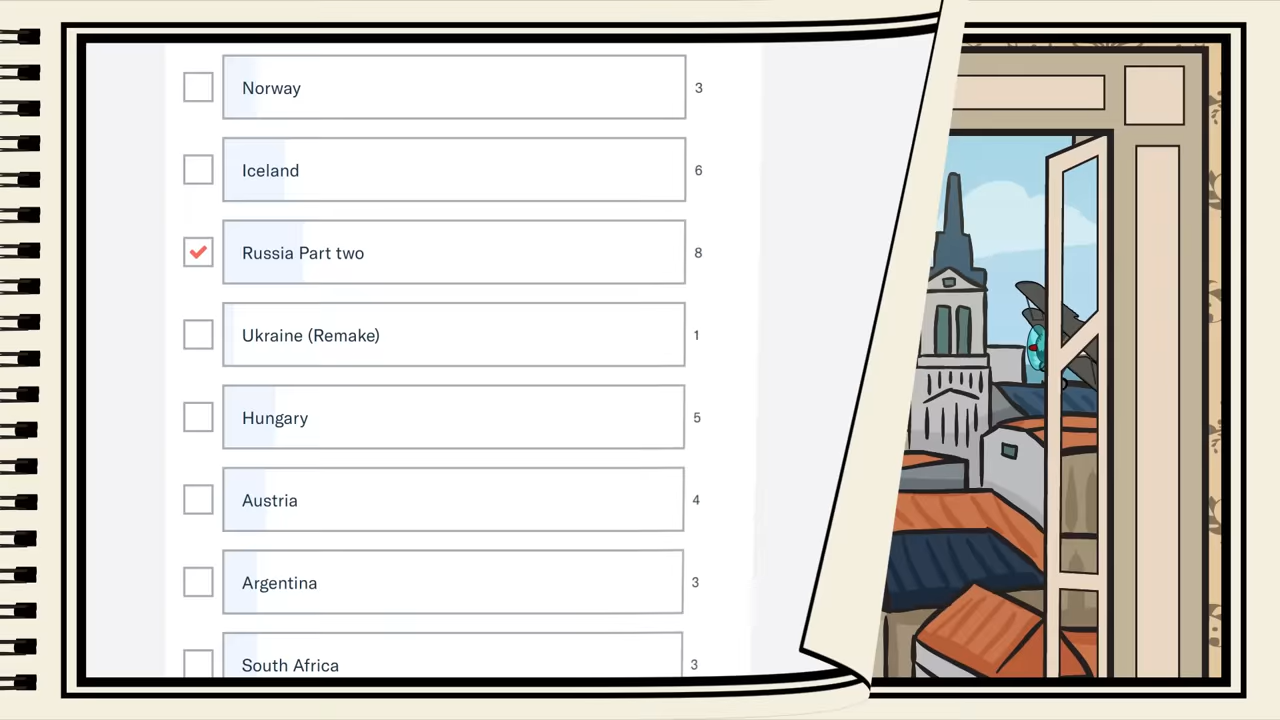 Norway 3
Iceland 6
Russia Part two 8
Ukraine (Remake) 1
Hungary 5
Austria 4
Argentina 3
South Africa 3